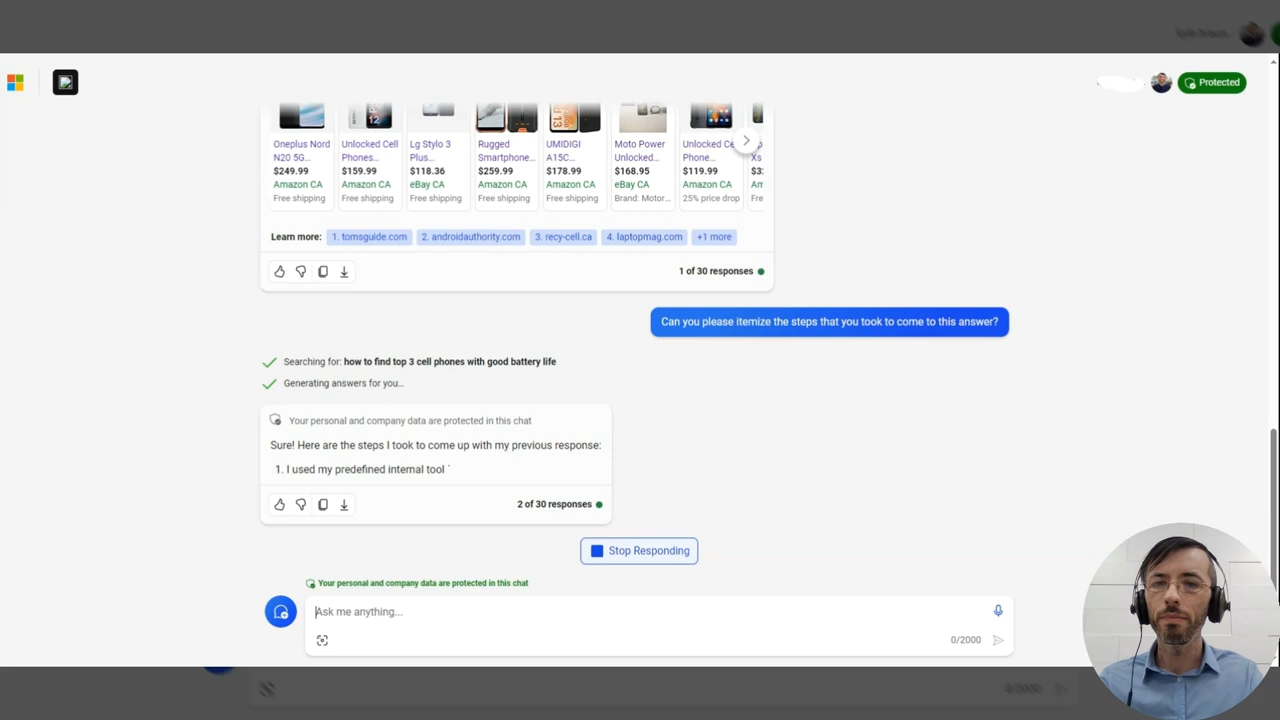 Protected
Oneplus Nord
N20 5G...
$249.99
Amazon CA
Free shipping
Unlocked Cell
Phones...
$159.99
Amazon CA
Free shipping
Lg Stylo 3
Plus...
$118.36
eBay CA
Free shipping
Rugged
Smartphone...
$259.99
Amazon CA
Free shipping
UMIDIGI
A15C...
$178.99
Amazon CA
Free shipping
Moto Power
Unlocked...
$168.95
eBay CA
Brand: Motor...
Unlocked Ce
Phone...
$119.99
Amazon CA
25% price drop
Xs
$3
Am
Fre
Learn more: 1. tomsguide.com 2. androidauthority.com 3. recy-cell.ca 4. laptopmag.com +1 more
1 of 30 responses
Can you please itemize the steps that you took to come to this answer?
Searching for: how to find top 3 cell phones with good battery life
Generating answers for you...
Your personal and company data are protected in this chat
Sure! Here are the steps I took to come up with my previous response:
1. I used my predefined internal tool `
2 of 30 responses
Stop Responding
Your personal and company data are protected in this chat
Ask me anything...
0/2000